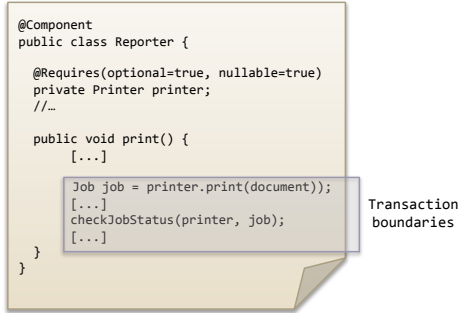 @Component
public class Reporter {
@Requires(optional=true, nullable=true)
private Printer printer;
//…
public void print() {
[...]
Job job = printer.print(document));
[...]
checkJobStatus(printer, job);
[...]
}
}
Transaction
boundaries